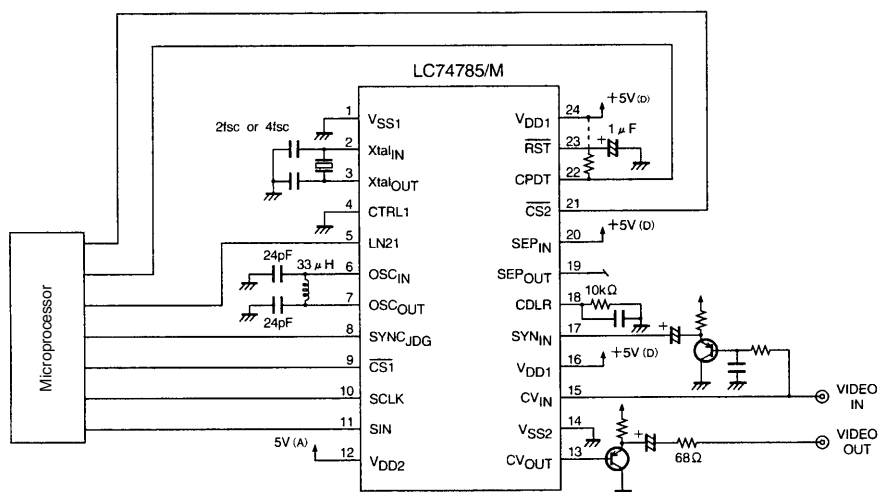 LC74785/M
Microprocessor
2fsc or 4fsc
1 VSS1
2 XtalIN
3 XtalOUT
4 CTRL1
5 LN21
24pF
33 μH
6 OSCIN
7 OSCOUT
24pF
8 SYNCJDG
9 CS1
10 SCLK
11 SIN
5V (A)
12 VDD2
VDD1 24
+5V (D)
RST 23
+ 1 μF
CPDT 22
CS2 21
SEPIN 20
+5V (D)
SEPOUT 19
CDLR 18
10kΩ
SYNIN 17
+
VDD1 16
+5V (D)
CVIN 15
VIDEO
IN
VSS2 14
CVOUT 13
+
68Ω
VIDEO
OUT